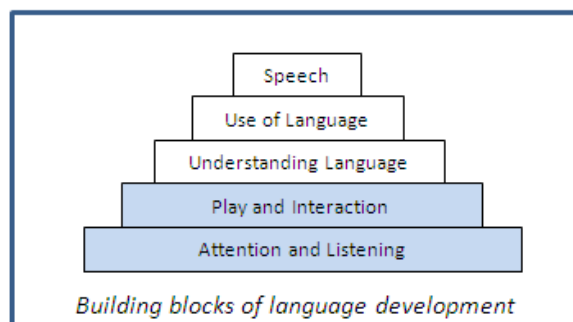 Speech
Use of Language
Understanding Language
Play and Interaction
Attention and Listening
Building blocks of language development